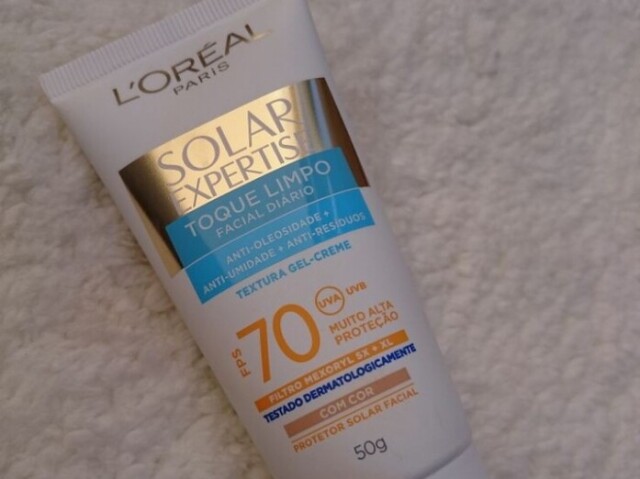 L'ORÉAL
PARIS
SOLAR
EXPERTISE
TOQUE LIMPO
FACIAL DIÁRIO
ANTI-OLEOSIDADE +
ANTI-UMIDADE + ANTI-RESÍDUOS
TEXTURA GEL-CREME
FPS 70 UVA UVB
MUITO ALTA
PROTEÇÃO
FILTRO MEXORYL SX + XL
TESTADO DERMATOLOGICAMENTE
COM COR
PROTETOR SOLAR FACIAL
50g